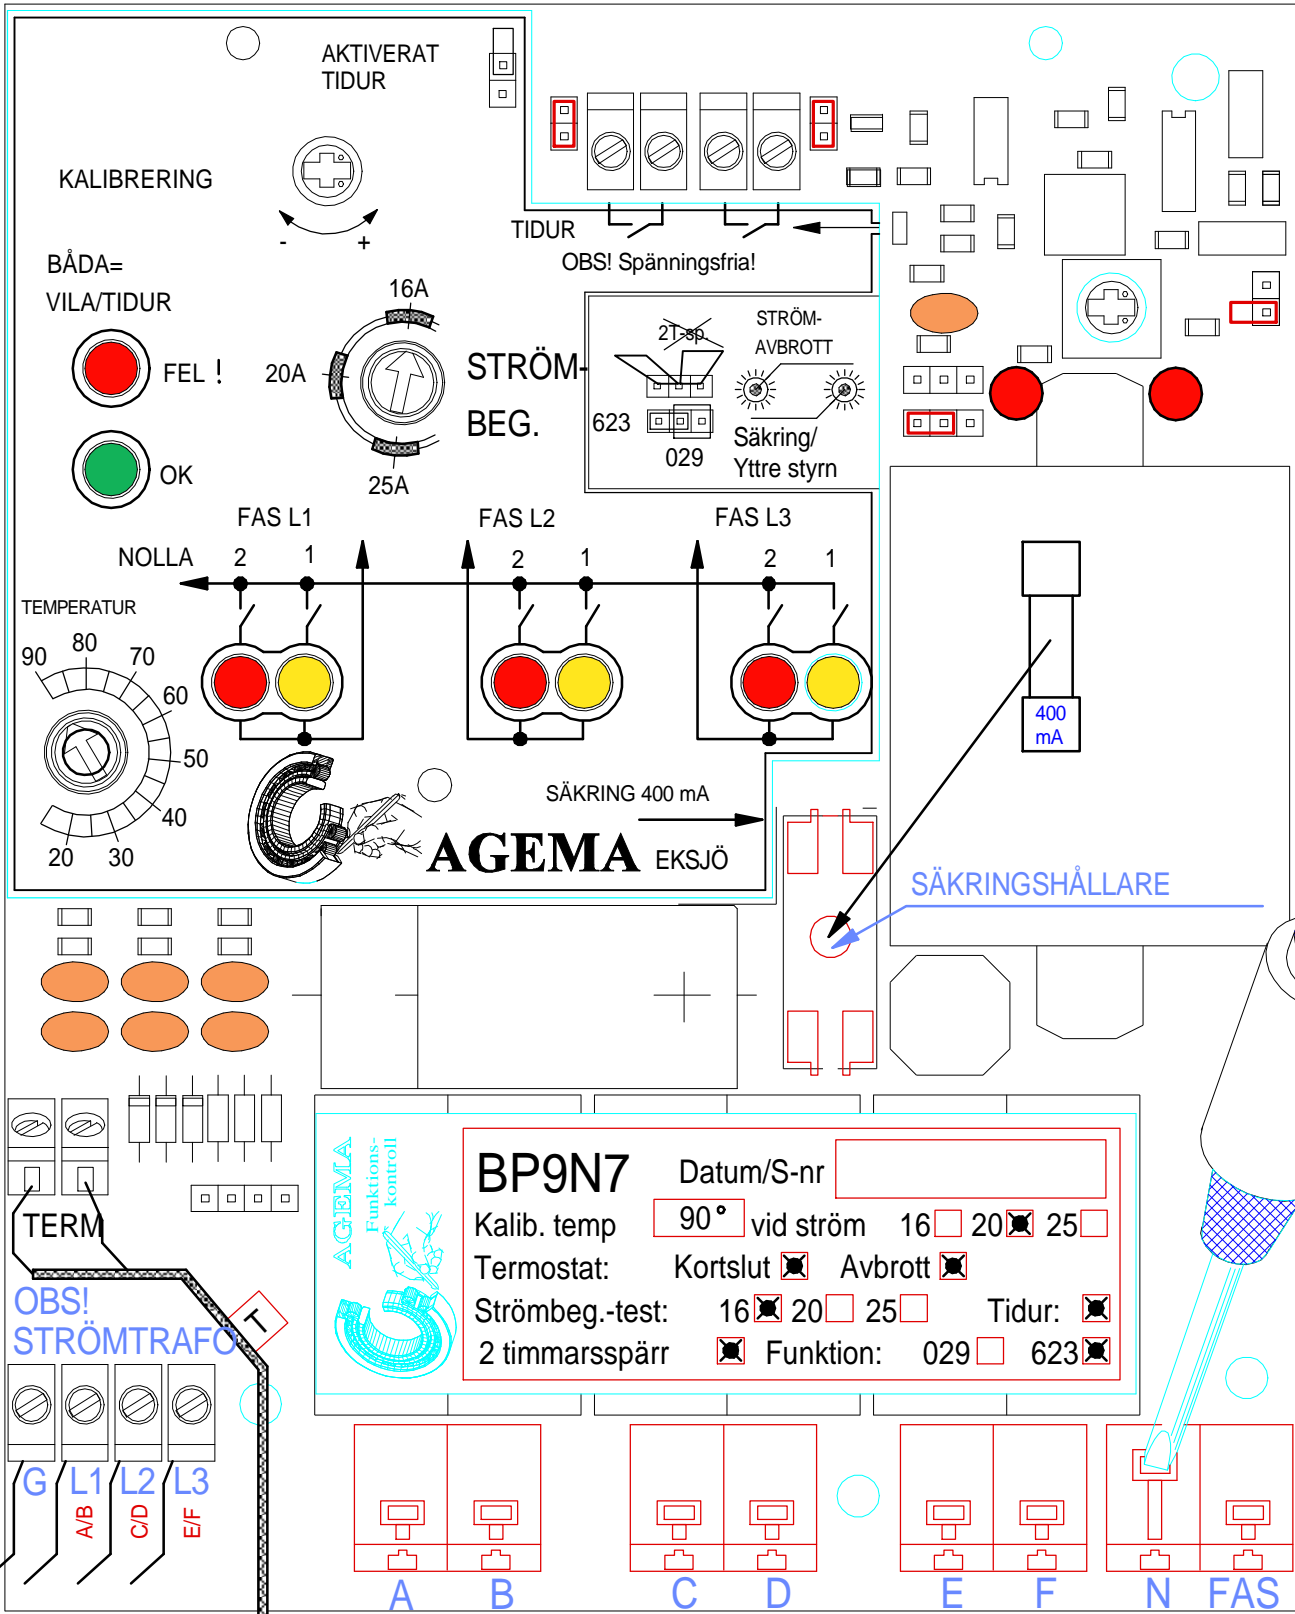 AKTIVERAT
TIDUR
KALIBRERING
- +
BÅDA=
VILA/TIDUR
FEL !
OK
16A
20A
25A
STRÖM-
BEG.
TIDUR
OBS! Spänningsfria!
2T-sp.
STRÖM-
AVBROTT
623
029
Säkring/
Yttre styrn
FAS L1 FAS L2 FAS L3
NOLLA 2 1 2 1 2 1
TEMPERATUR
90 80 70
60
50
40
20 30
SÄKRING 400 mA
AGEMA EKSJÖ
400
mA
SÄKRINGSHÅLLARE
TERM
OBS!
STRÖMTRAFO
T
G L1 L2 L3
A/B C/D E/F
AGEMA
Funktions-
kontroll
BP9N7 Datum/S-nr
Kalib. temp 90° vid ström 16 20 25
Termostat: Kortslut Avbrott
Strömbeg.-test: 16 20 25 Tidur:
2 timmarsspärr Funktion: 029 623
A B C D E F N FAS